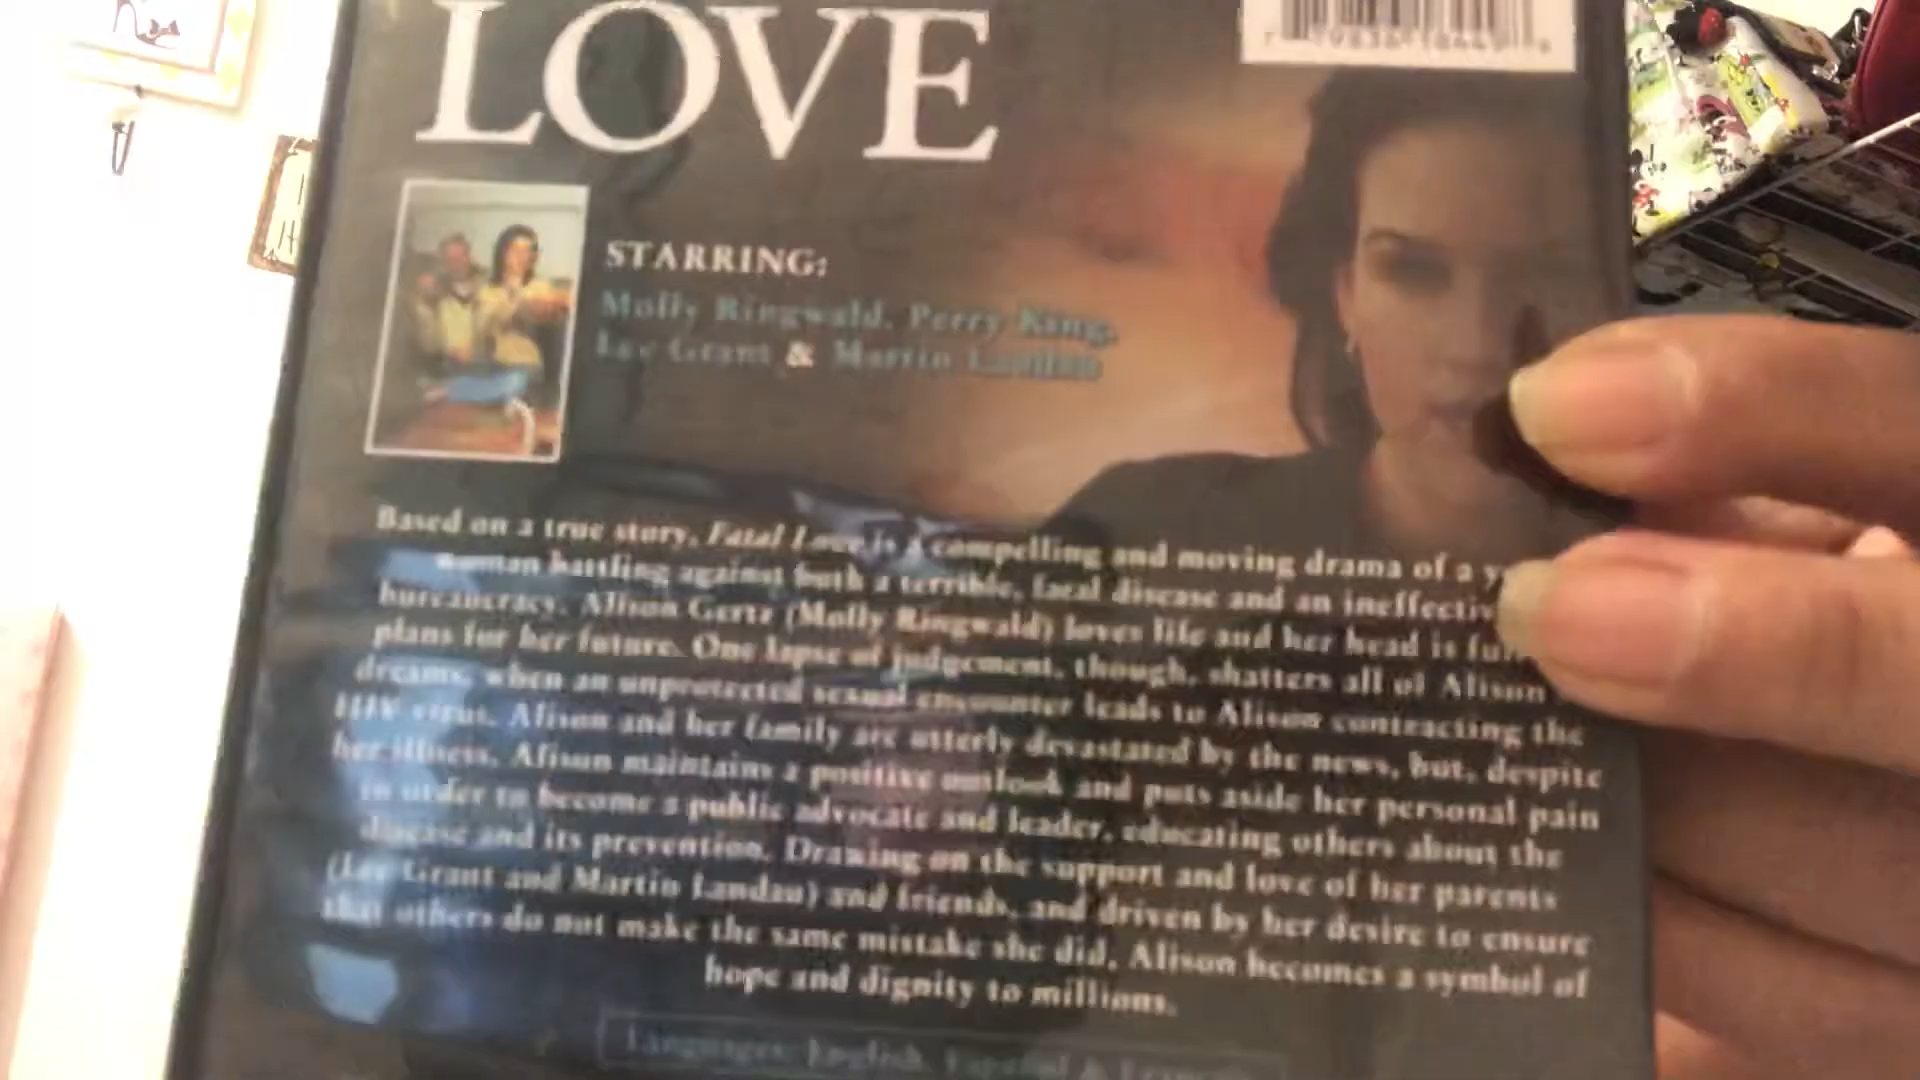 LOVE
STARRING:
Molly Ringwald, Perry King,
Lee Grant & Martin Landau
Based on a true story, Fatal Love is a compelling and moving drama of a
woman battling against both a terrible, fatal disease and an
bureaucracy. Alison Gertz (Molly Ringwald) loves life and her head is
plans for her future. One lapse of judgement, though, shatters all of Alison
dreams, when an unprotected sexual encounter leads to Alison contracting the
HIV virus. Alison and her family are utterly devastated by the news, but, despite
her illness, Alison maintains a positive outlook and puts aside her personal pain
in order to become a public advocate and leader, educating others about the
disease and its prevention. Drawing on the support and love of her parents
(Lee Grant and Martin Landau) and friends, and driven by her desire to ensure
that others do not make the same mistake she did, Alison becomes a symbol of
hope and dignity to millions.
Languages: English, Español &